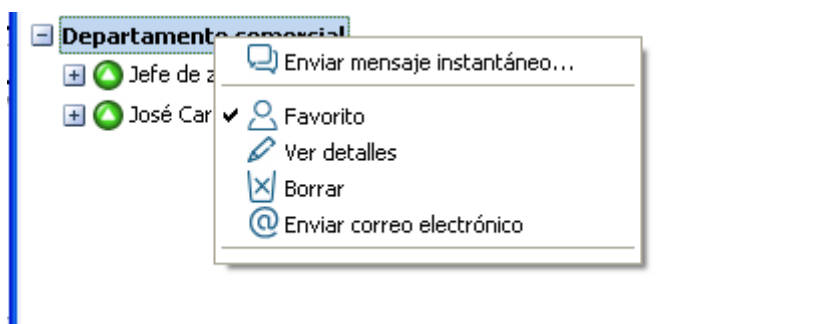 Departamento comercial
Enviar mensaje instantáneo...
Jefe de z
José Car
Favorito
Ver detalles
Borrar
Enviar correo electrónico